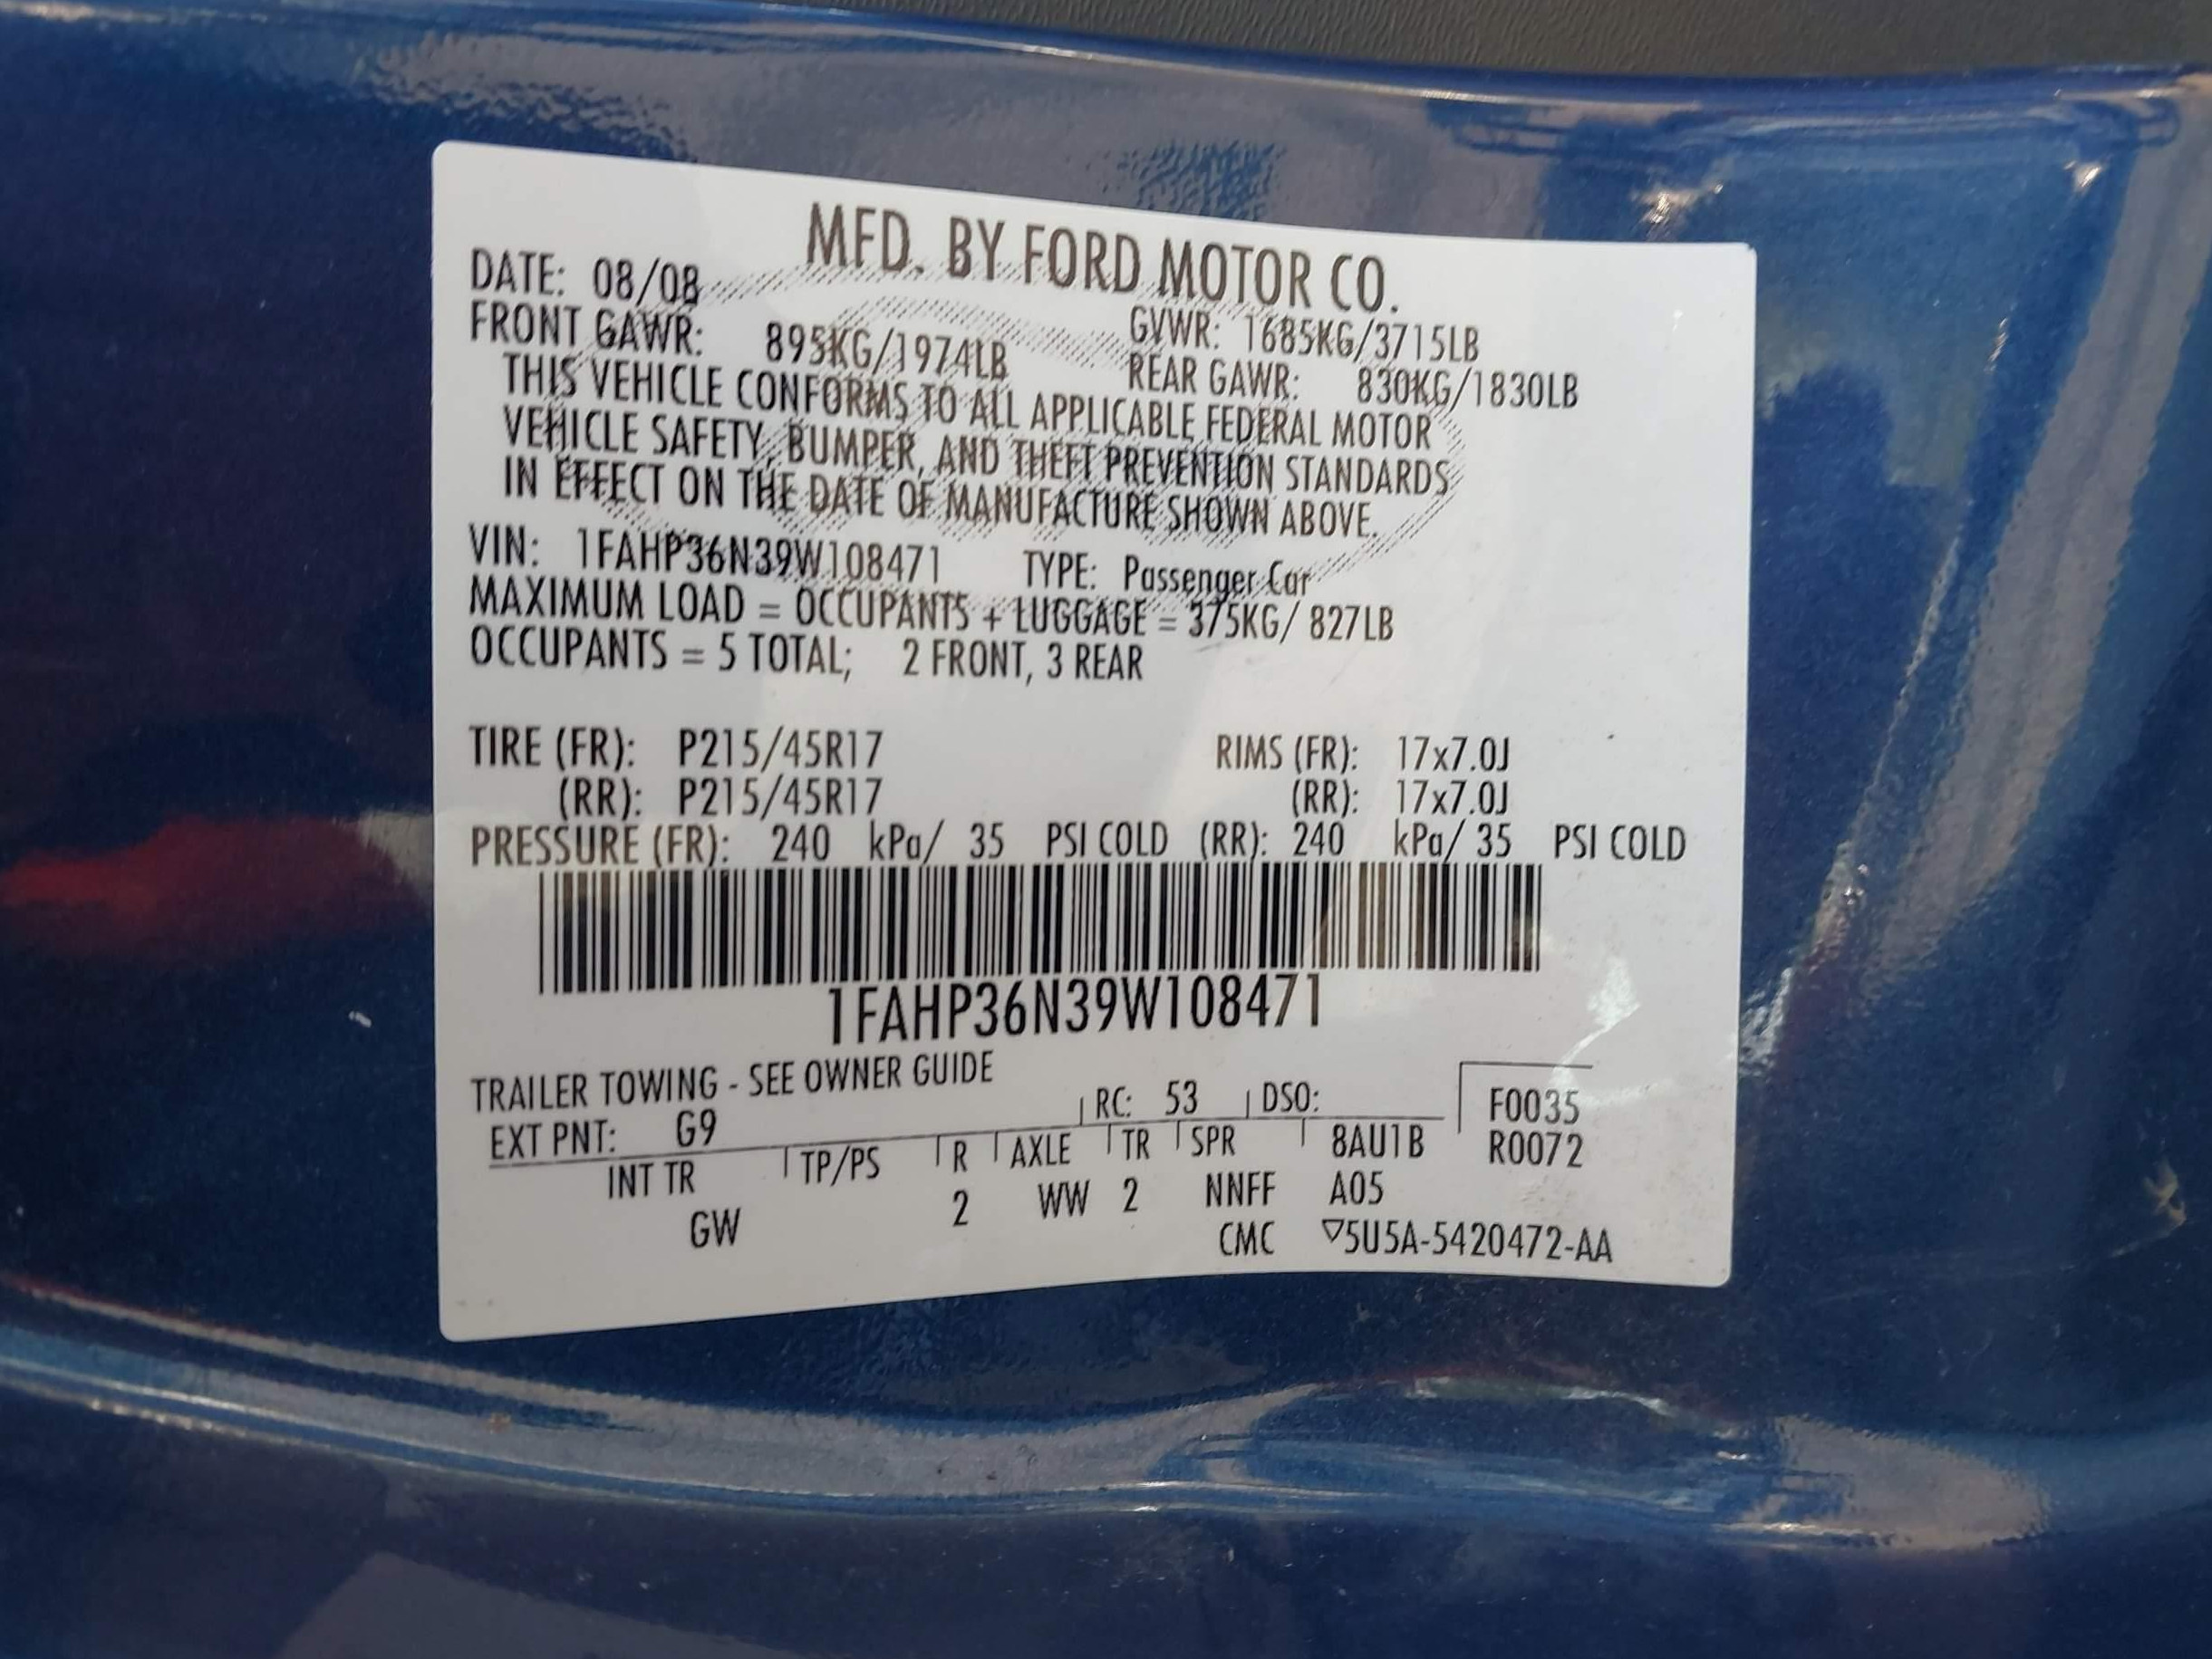 MFD. BY FORD MOTOR CO.
DATE: 08/08 GVWR: 1685KG/3715LB
FRONT GAWR: 895KG/1974LB REAR GAWR: 830KG/1830LB
THIS VEHICLE CONFORMS TO ALL APPLICABLE FEDERAL MOTOR
VEHICLE SAFETY, BUMPER, AND THEFT PREVENTION STANDARDS
IN EFFECT ON THE DATE OF MANUFACTURE SHOWN ABOVE.
VIN: 1FAHP36N39W108471 TYPE: Passenger Car
MAXIMUM LOAD = OCCUPANTS + LUGGAGE = 375KG/ 827LB
OCCUPANTS = 5 TOTAL; 2 FRONT, 3 REAR
TIRE (FR): P215/45R17 RIMS (FR): 17x7.0J
(RR): P215/45R17 (RR): 17x7.0J
PRESSURE (FR): 240 kPa/ 35 PSI COLD (RR): 240 kPa/ 35 PSI COLD
1FAHP36N39W108471
TRAILER TOWING - SEE OWNER GUIDE
EXT PNT: G9 RC: 53 DSO: F0035
INT TR TP/PS R AXLE TR SPR 8AU1B R0072
GW 2 WW 2 NNFF A05
CMC ▽5U5A-5420472-AA